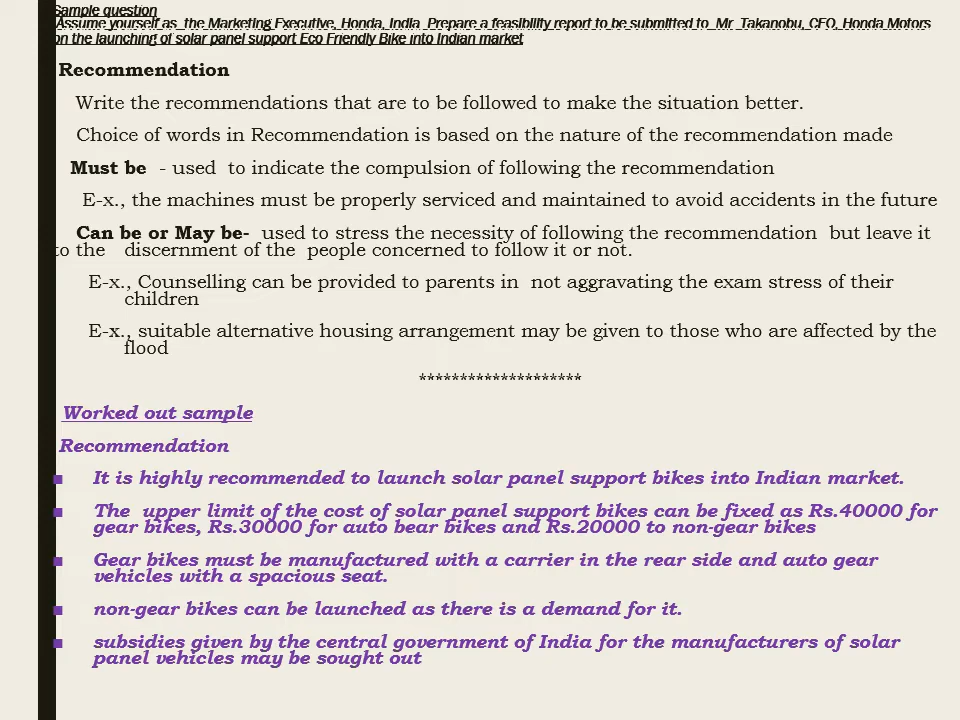 Sample question
Assume yourself as the Marketing Executive, Honda, India Prepare a feasibility report to be submitted to Mr Takanobu, CFO, Honda Motors
on the launching of solar panel support Eco Friendly Bike into Indian market
Recommendation
Write the recommendations that are to be followed to make the situation better.
Choice of words in Recommendation is based on the nature of the recommendation made
Must be - used to indicate the compulsion of following the recommendation
E-x., the machines must be properly serviced and maintained to avoid accidents in the future
Can be or May be- used to stress the necessity of following the recommendation but leave it
to the discernment of the people concerned to follow it or not.
E-x., Counselling can be provided to parents in not aggravating the exam stress of their
children
E-x., suitable alternative housing arrangement may be given to those who are affected by the
flood
********************
Worked out sample
Recommendation
■ It is highly recommended to launch solar panel support bikes into Indian market.
■ The upper limit of the cost of solar panel support bikes can be fixed as Rs.40000 for
gear bikes, Rs.30000 for auto bear bikes and Rs.20000 to non-gear bikes
■ Gear bikes must be manufactured with a carrier in the rear side and auto gear
vehicles with a spacious seat.
■ non-gear bikes can be launched as there is a demand for it.
■ subsidies given by the central government of India for the manufacturers of solar
panel vehicles may be sought out